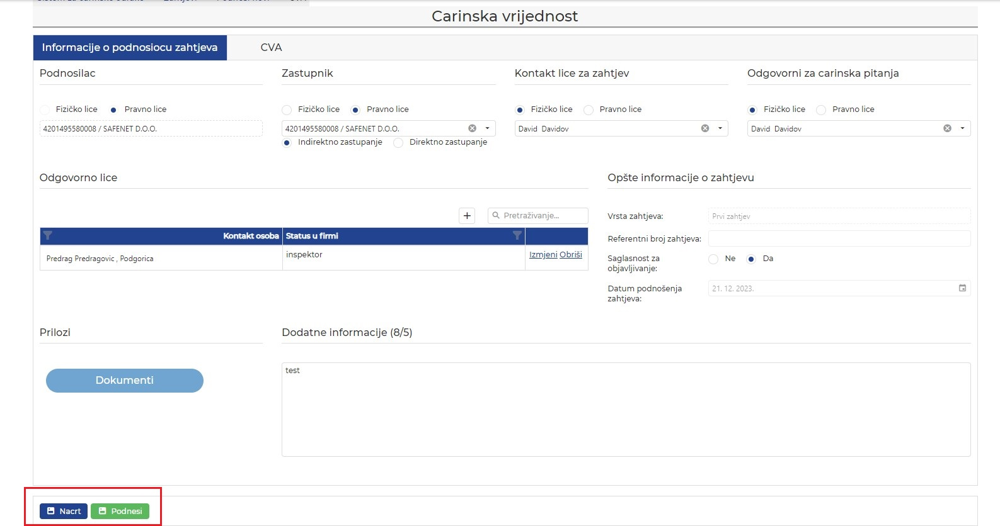 Carinska vrijednost
Informacije o podnosiocu zahtjeva
CVA
Podnosilac
Zastupnik
Kontakt lice za zahtjev
Odgovorni za carinska pitanja
Fizičko lice
Pravno lice
Fizičko lice
Pravno lice
Fizičko lice
Pravno lice
Fizičko lice
Pravno lice
4201495580008 / SAFENET D.O.O.
4201495580008 / SAFENET D.O.O.
David Davidov
David Davidov
Indirektno zastupanje
Direktno zastupanje
Odgovorno lice
Opšte informacije o zahtjevu
+
Pretraživanje...
Kontakt osoba
Status u firmi
Predrag Predragovic , Podgorica
inspektor
Izmjeni Obriši
Vrsta zahtjeva:
Prvi zahtjev
Referentni broj zahtjeva:
Saglasnost za
objavljivanje:
Ne
Da
Datum podnošenja
zahtjeva:
21. 12. 2023.
Prilozi
Dodatne informacije (8/5)
Dokumenti
test
Nacrt
Podnesi